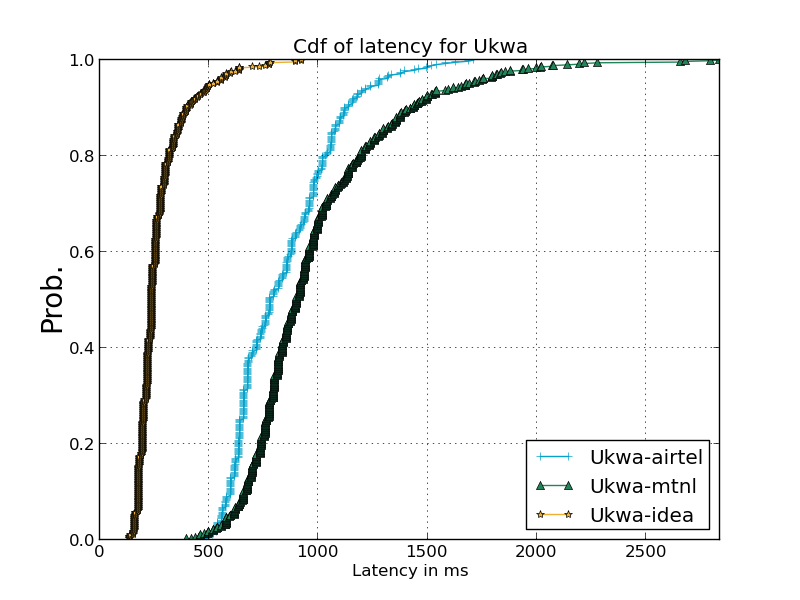 Cdf of latency for Ukwa
1.0
0.8
0.6
0.4
0.2
0.0
Prob.
0 500 1000 1500 2000 2500
Latency in ms
Ukwa-airtel
Ukwa-mtnl
Ukwa-idea